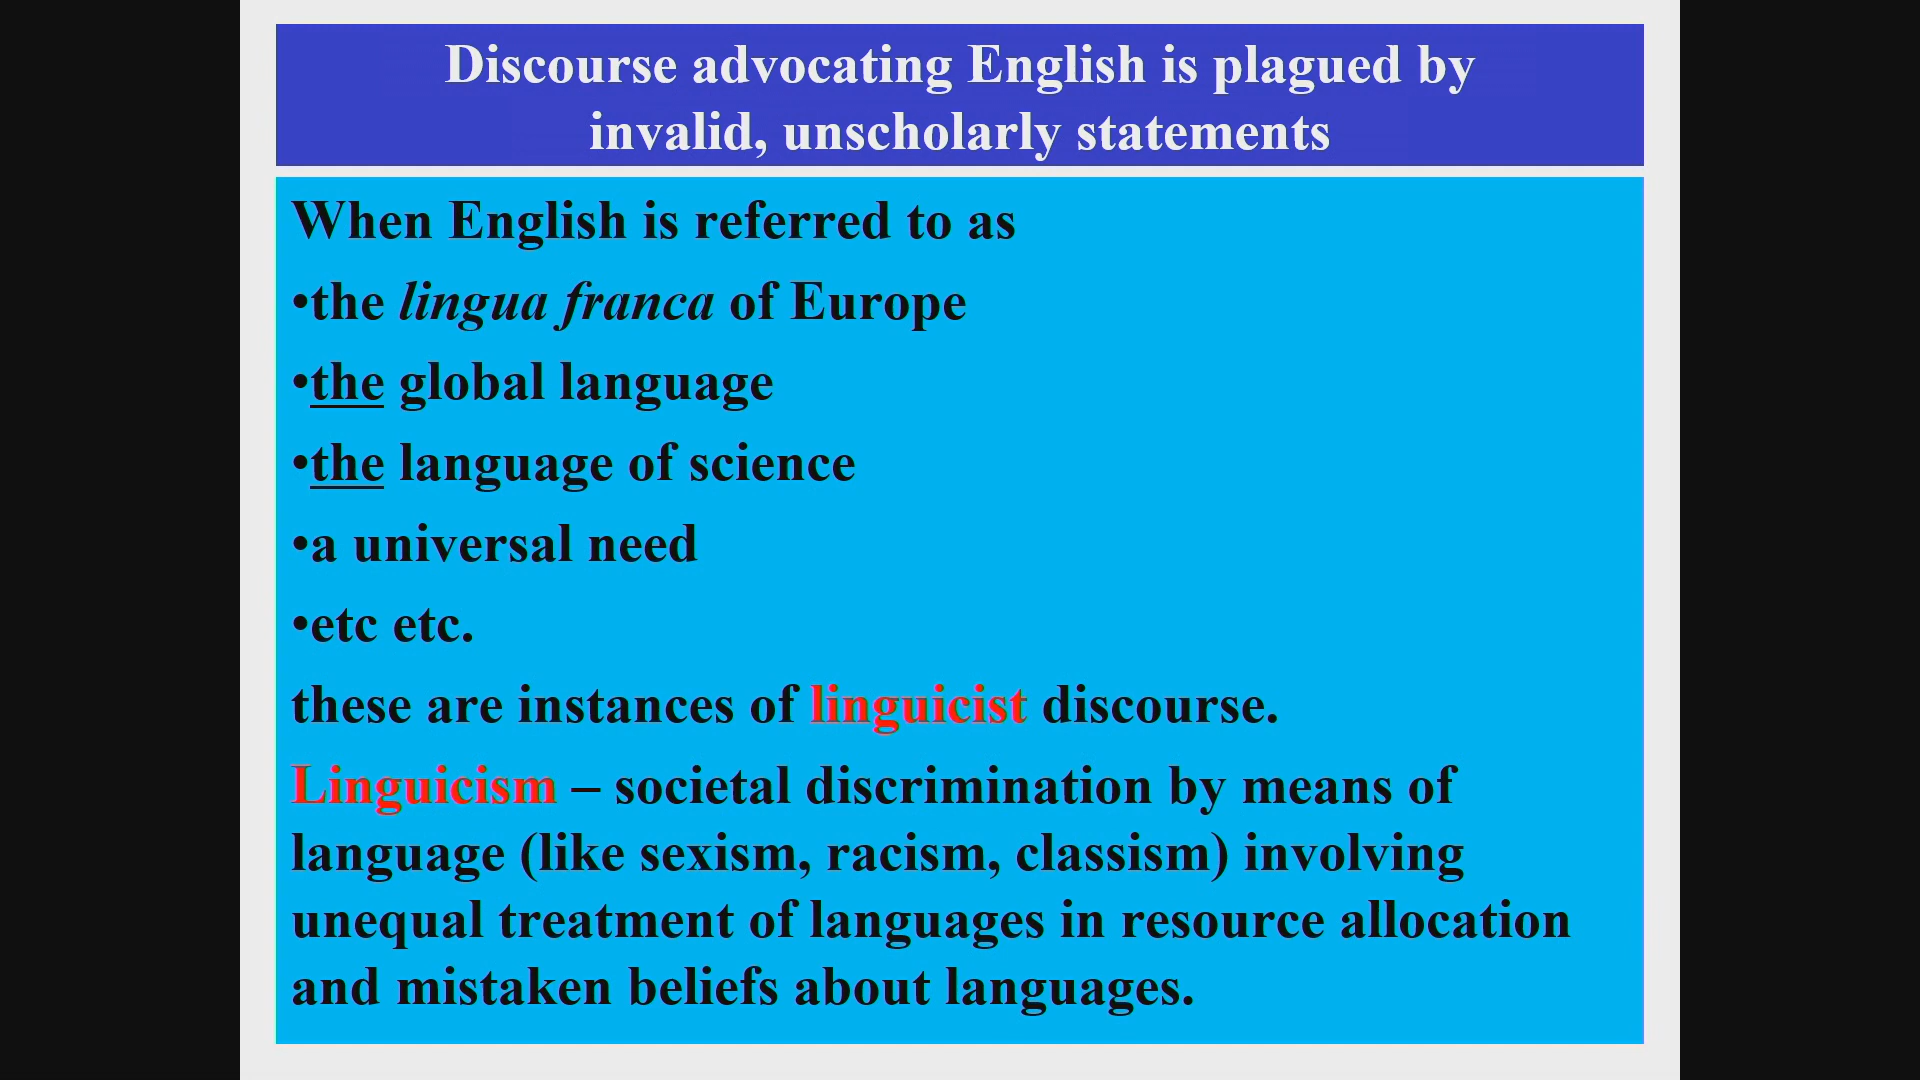 Discourse advocating English is plagued by
invalid, unscholarly statements
When English is referred to as
•the lingua franca of Europe
•the global language
•the language of science
•a universal need
•etc etc.
these are instances of linguicist discourse.
Linguicism – societal discrimination by means of
language (like sexism, racism, classism) involving
unequal treatment of languages in resource allocation
and mistaken beliefs about languages.